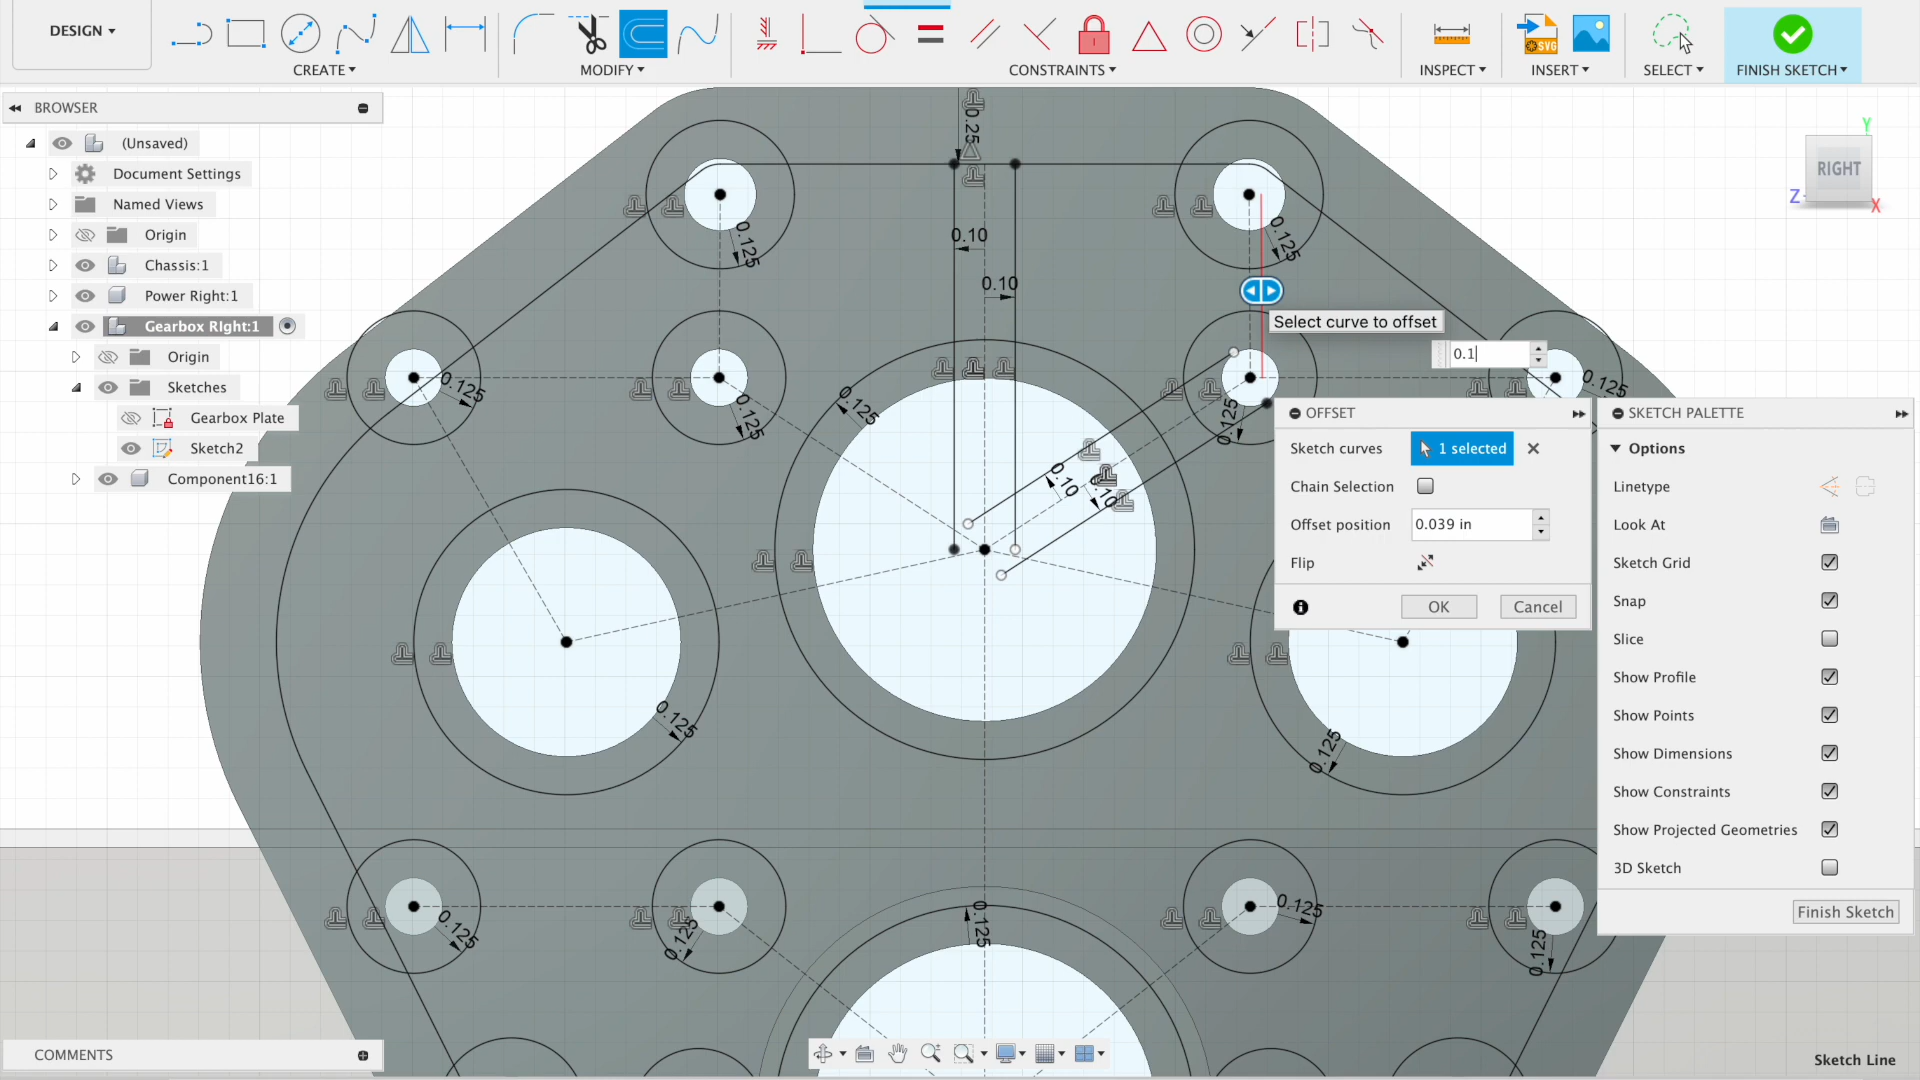 DESIGN
CREATE
MODIFY
CONSTRAINTS
INSPECT
INSERT
SELECT
FINISH SKETCH
SVG
BROWSER
(Unsaved)
Document Settings
Named Views
Origin
Chassis:1
Power Right:1
Gearbox RIght:1
Origin
Sketches
Gearbox Plate
Sketch2
Component16:1
Y
RIGHT
Z
X
0.25
0.10
0.10
0.125
0.125
Select curve to offset
0.1
0.125
0.125
0.125
0.125
0.125
0.10
0.10
0.125
0.125
0.125
0.125
0.125
0.125
0.125
OFFSET
Sketch curves
1 selected
Chain Selection
Offset position
0.039 in
Flip
OK
Cancel
SKETCH PALETTE
Options
Linetype
Look At
Sketch Grid
Snap
Slice
Show Profile
Show Points
Show Dimensions
Show Constraints
Show Projected Geometries
3D Sketch
Finish Sketch
COMMENTS
Sketch Line